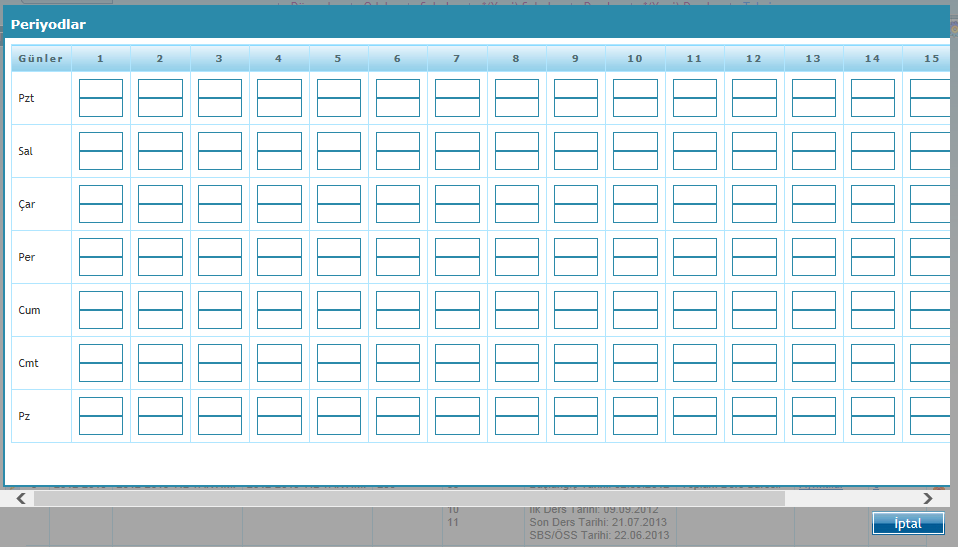 Periyodlar
Günler 1 2 3 4 5 6 7 8 9 10 11 12 13 14 15
Pzt
Sal
Çar
Per
Cum
Cmt
Pz
10 İlk Ders Tarihi: 09.09.2012
11 Son Ders Tarihi: 21.07.2013
SBS/ÖSS Tarihi: 22.06.2013
İptal